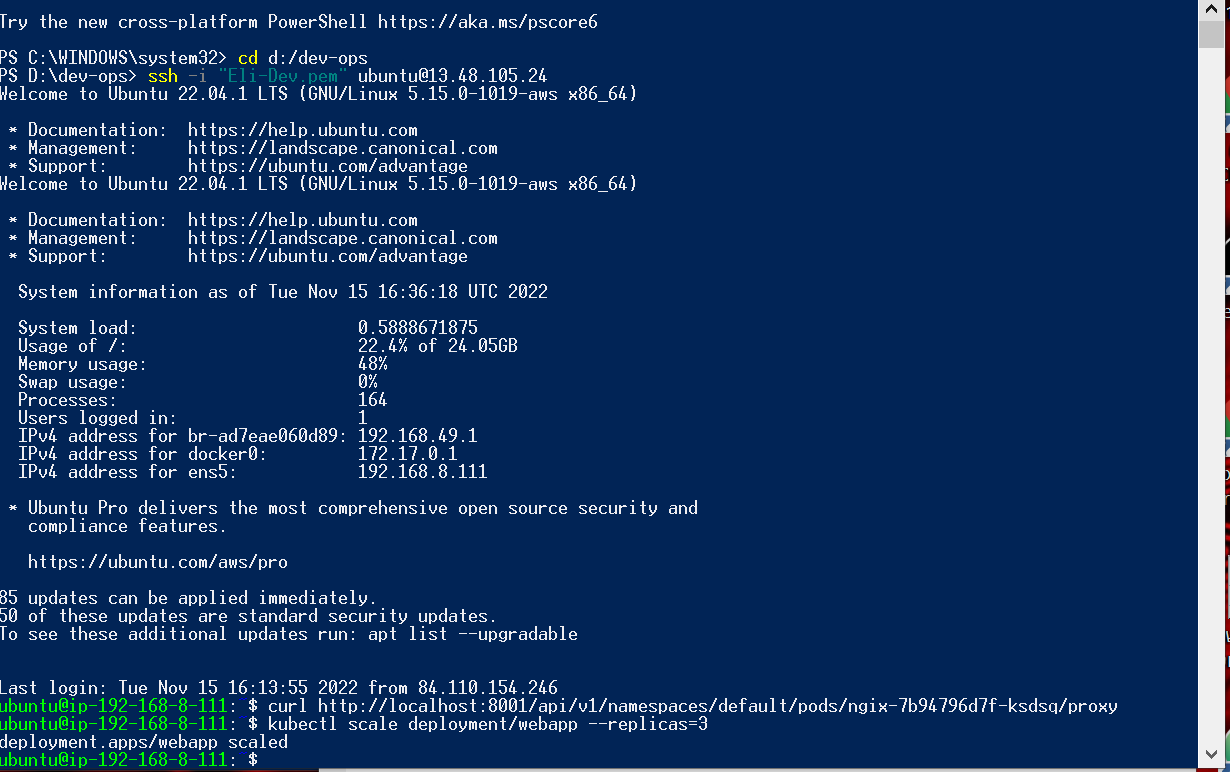 Try the new cross-platform PowerShell https://aka.ms/pscore6
PS C:\WINDOWS\system32> cd d:/dev-ops
PS D:\dev-ops> ssh -i "Eli-Dev.pem" ubuntu@13.48.105.24
Welcome to Ubuntu 22.04.1 LTS (GNU/Linux 5.15.0-1019-aws x86_64)
* Documentation: https://help.ubuntu.com
* Management: https://landscape.canonical.com
* Support: https://ubuntu.com/advantage
Welcome to Ubuntu 22.04.1 LTS (GNU/Linux 5.15.0-1019-aws x86_64)
* Documentation: https://help.ubuntu.com
* Management: https://landscape.canonical.com
* Support: https://ubuntu.com/advantage
System information as of Tue Nov 15 16:36:18 UTC 2022
System load: 0.5888671875
Usage of /: 22.4% of 24.05GB
Memory usage: 48%
Swap usage: 0%
Processes: 164
Users logged in: 1
IPv4 address for br-ad7eae060d89: 192.168.49.1
IPv4 address for docker0: 172.17.0.1
IPv4 address for ens5: 192.168.8.111
* Ubuntu Pro delivers the most comprehensive open source security and
compliance features.
https://ubuntu.com/aws/pro
85 updates can be applied immediately.
50 of these updates are standard security updates.
To see these additional updates run: apt list --upgradable
Last login: Tue Nov 15 16:13:55 2022 from 84.110.154.246
ubuntu@ip-192-168-8-111: $ curl http://localhost:8001/api/v1/namespaces/default/pods/ngix-7b94796d7f-ksdsq/proxy
ubuntu@ip-192-168-8-111: $ kubectl scale deployment/webapp --replicas=3
deployment.apps/webapp scaled
ubuntu@ip-192-168-8-111: $